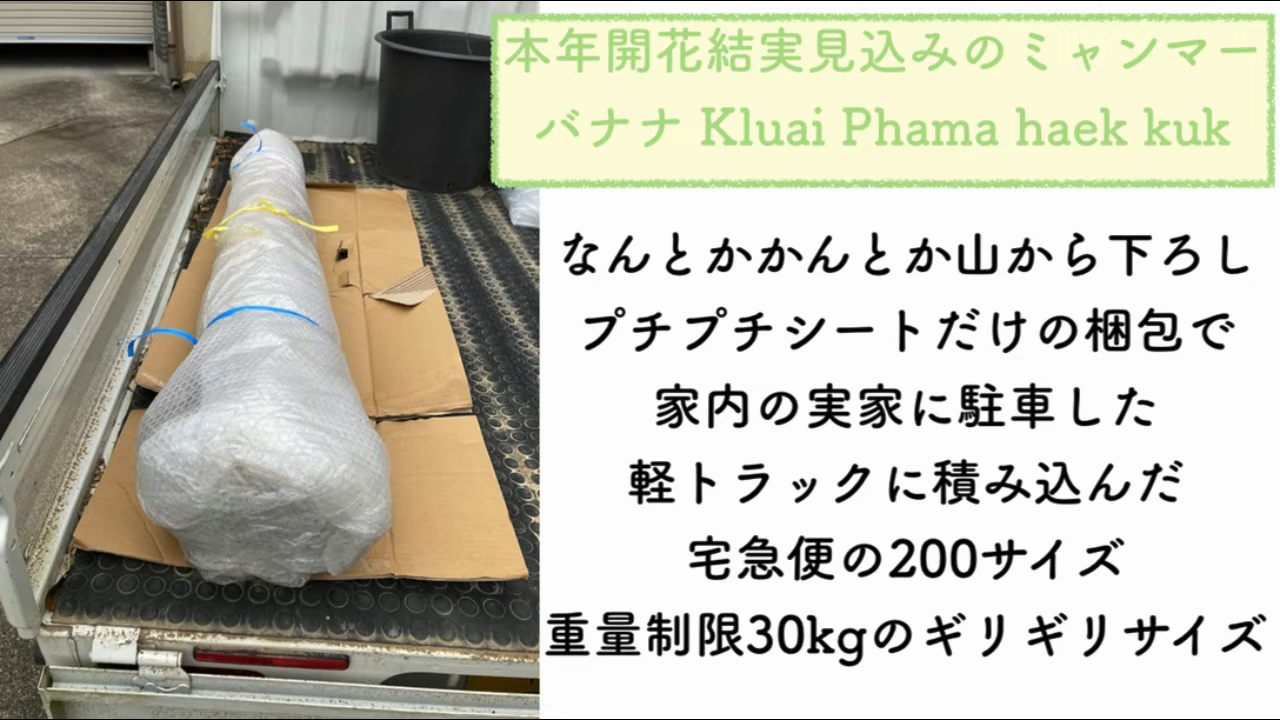 本年開花結実見込みのミャンマー
バナナ Kluai Phama haek kuk
なんとかかんとか山から下ろし
プチプチシートだけの梱包で
家内の実家に駐車した
軽トラックに積み込んだ
宅急便の200サイズ
重量制限30kgのギリギリサイズ